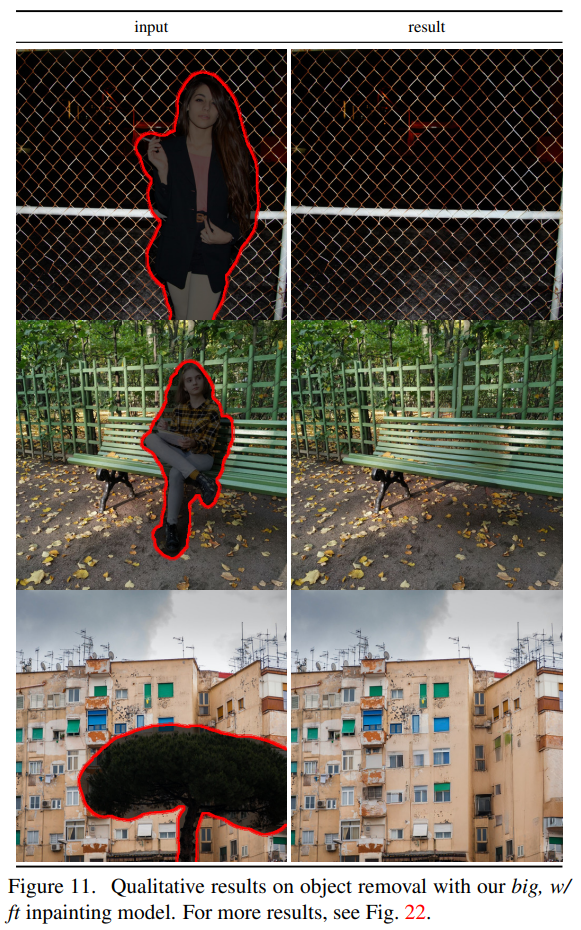 input result
Figure 11. Qualitative results on object removal with our big, w/
ft inpainting model. For more results, see Fig. 22.